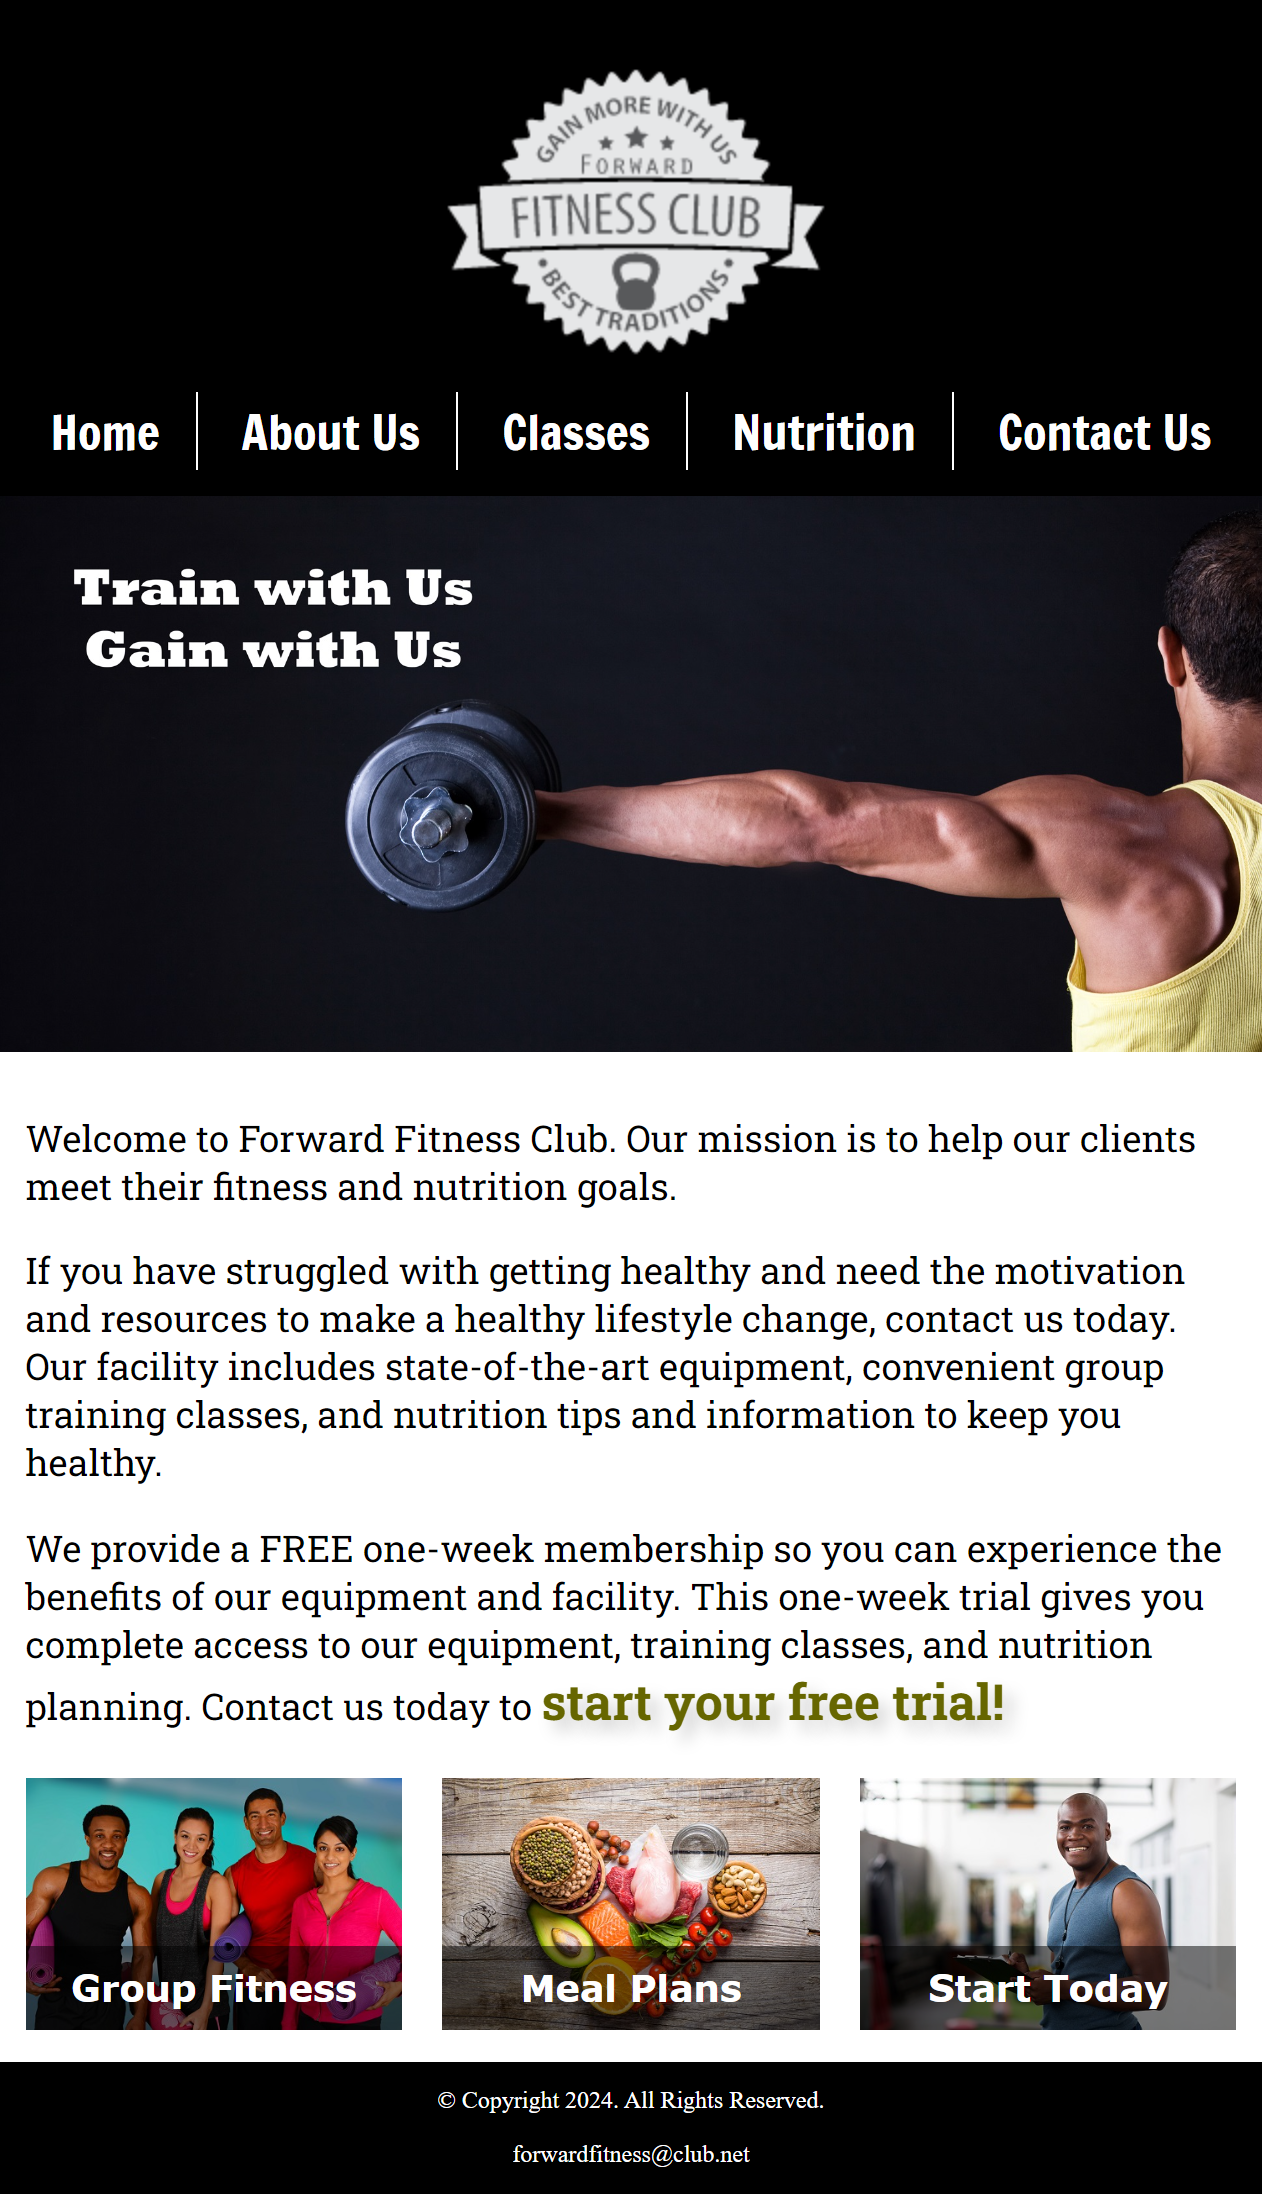 GAIN MORE WITH US
FORWARD
FITNESS CLUB
• BEST TRADITIONS •
Home About Us Classes Nutrition Contact Us
Train with Us
Gain with Us
Welcome to Forward Fitness Club. Our mission is to help our clients
meet their fitness and nutrition goals.
If you have struggled with getting healthy and need the motivation
and resources to make a healthy lifestyle change, contact us today.
Our facility includes state-of-the-art equipment, convenient group
training classes, and nutrition tips and information to keep you
healthy.
We provide a FREE one-week membership so you can experience the
benefits of our equipment and facility. This one-week trial gives you
complete access to our equipment, training classes, and nutrition
planning. Contact us today to start your free trial!
Group Fitness Meal Plans Start Today
© Copyright 2024. All Rights Reserved.
forwardfitness@club.net